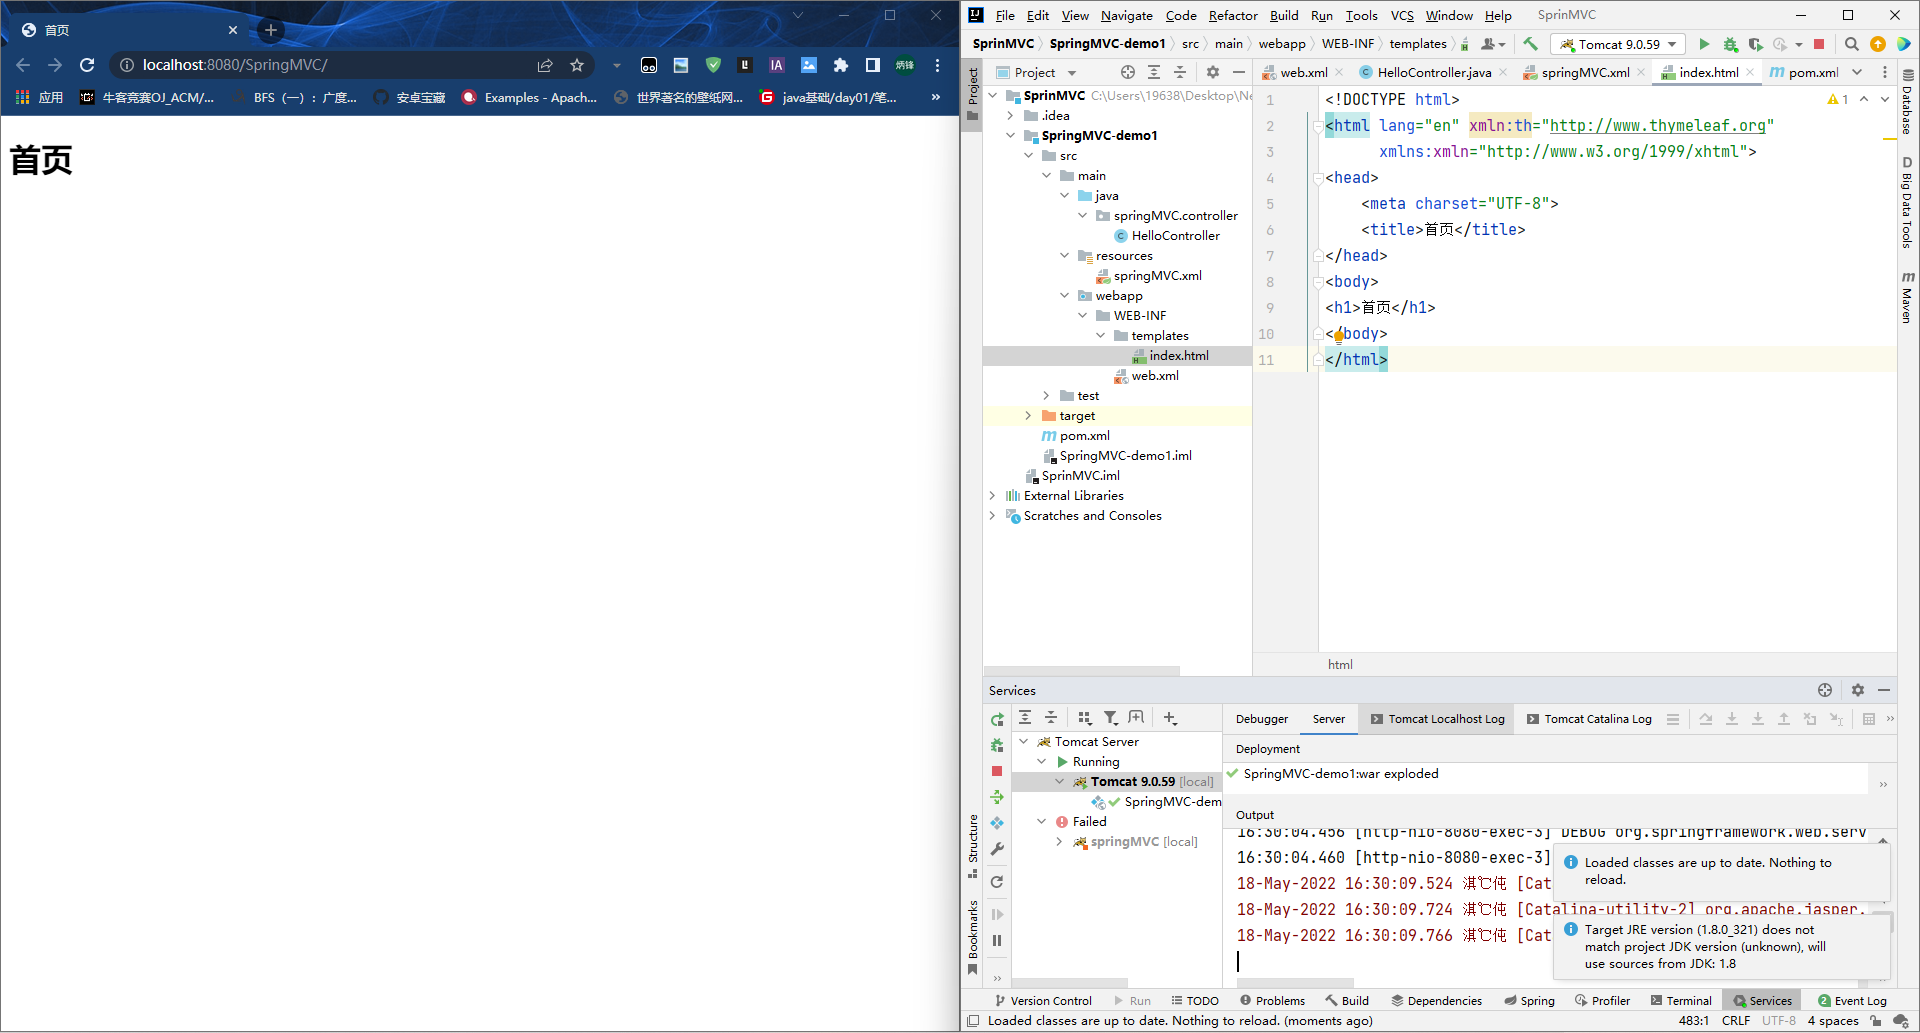 首页
localhost:8080/SpringMVC/
应用 牛客竞赛OJ_ACM/... BFS（一）：广度... 安卓宝藏 Examples - Apach... 世界著名的壁纸网... java基础/day01/笔... »
首页
File Edit View Navigate Code Refactor Build Run Tools VCS Window Help SprinMVC
SprinMVC SpringMVC-demo1 src main webapp WEB-INF templates Tomcat 9.0.59
Project web.xml HelloController.java springMVC.xml index.html pom.xml
Project
SprinMVC C:\Users\19638\Desktop\Ne
.idea
SpringMVC-demo1
src
main
java
springMVC.controller
HelloController
resources
springMVC.xml
webapp
WEB-INF
templates
index.html
web.xml
test
target
pom.xml
SpringMVC-demo1.iml
SprinMVC.iml
External Libraries
Scratches and Consoles
1 <!DOCTYPE html>
2 <html lang="en" xmln:th="http://www.thymeleaf.org"
3 xmlns:xmln="http://www.w3.org/1999/xhtml">
4 <head>
5 <meta charset="UTF-8">
6 <title>首页</title>
7 </head>
8 <body>
9 <h1>首页</h1>
10 </body>
11 </html>
1
html
Database
Big Data Tools
Maven
Services
Debugger Server Tomcat Localhost Log Tomcat Catalina Log
Tomcat Server
Running
Tomcat 9.0.59 [local]
SpringMVC-dem
Failed
springMVC [local]
Deployment
SpringMVC-demo1:war exploded
Output
16:30:04.456 [http-nio-8080-exec-3] DEBUG org.springframework.web.serv
16:30:04.460 [http-nio-8080-exec-3]
18-May-2022 16:30:09.524 [Cat
18-May-2022 16:30:09.724 [Catalina-utility-2] org.apache.jasper.
18-May-2022 16:30:09.766 [Cat
Loaded classes are up to date. Nothing to
reload.
Target JRE version (1.8.0_321) does not
match project JDK version (unknown), will
use sources from JDK: 1.8
Structure
Bookmarks
Version Control Run TODO Problems Build Dependencies Spring Profiler Terminal Services 2 Event Log
Loaded classes are up to date. Nothing to reload. (moments ago) 483:1 CRLF UTF-8 4 spaces